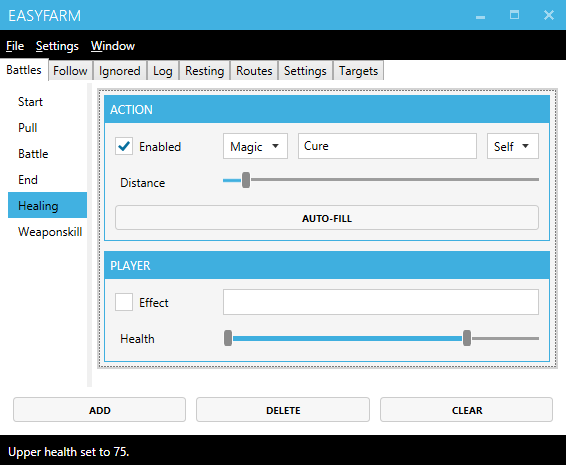 EASYFARM
File Settings Window
Battles Follow Ignored Log Resting Routes Settings Targets
Start
Pull
Battle
End
Healing
Weaponskill
ACTION
Enabled Magic Cure Self
Distance
AUTO-FILL
PLAYER
Effect
Health
ADD DELETE CLEAR
Upper health set to 75.